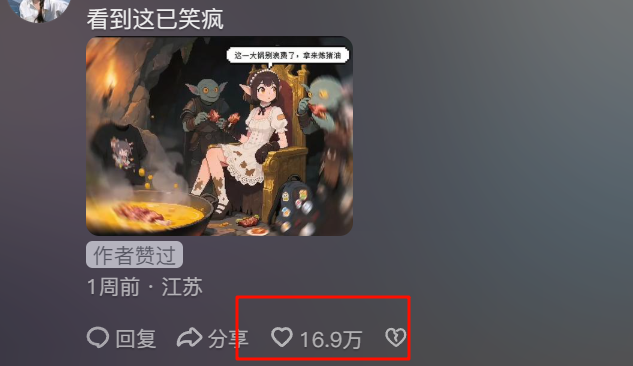 看到这已笑疯
这一大锅别浪费了，拿来炼猪油
作者赞过
1周前 · 江苏
回复 分享 16.9万